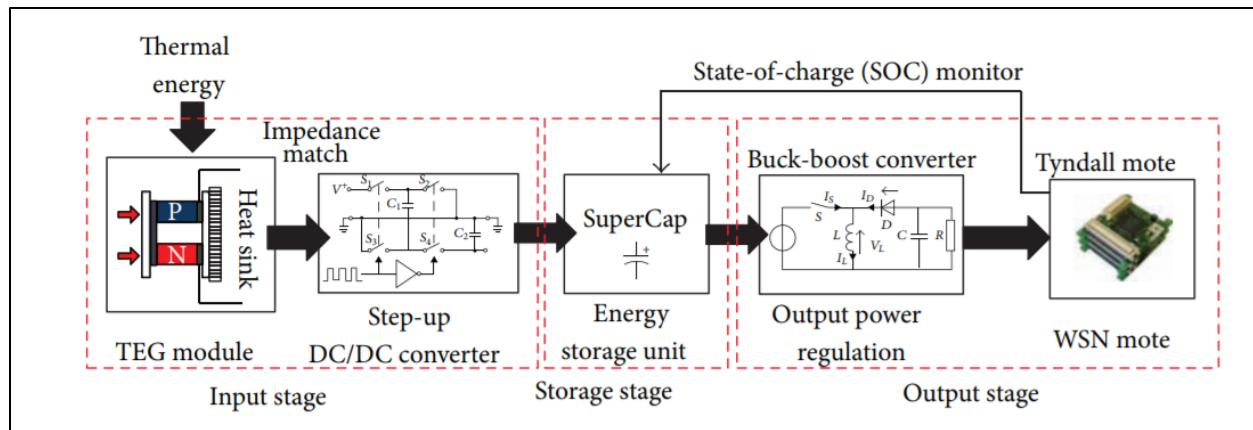 Thermal
energy
State-of-charge (SOC) monitor
Impedance
match
Buck-boost converter
Tyndall mote
P
N
Heat sink
V+
S1
S2
C1
C2
S3
S4
SuperCap
+
IS
S
ID
D
L
VL
IL
C
R
TEG module
Step-up
DC/DC converter
Energy
storage unit
Output power
regulation
WSN mote
Input stage
Storage stage
Output stage